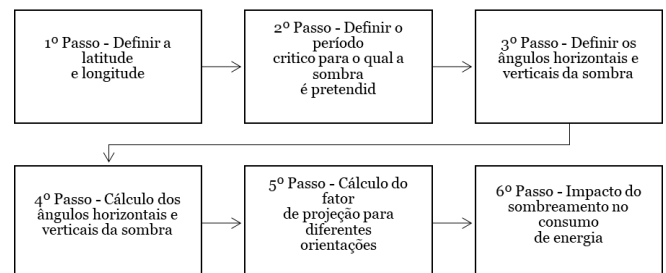 1º Passo - Definir a
latitude
e longitude
2º Passo - Definir o
período
critico para o qual a
sombra
é pretendid
3º Passo - Definir os
ângulos horizontais e
verticais da sombra
4º Passo - Cálculo dos
ângulos horizontais e
verticais da sombra
5º Passo - Cálculo do
fator
de projeção para
diferentes
orientações
6º Passo - Impacto do
sombreamento no
consumo
de energia